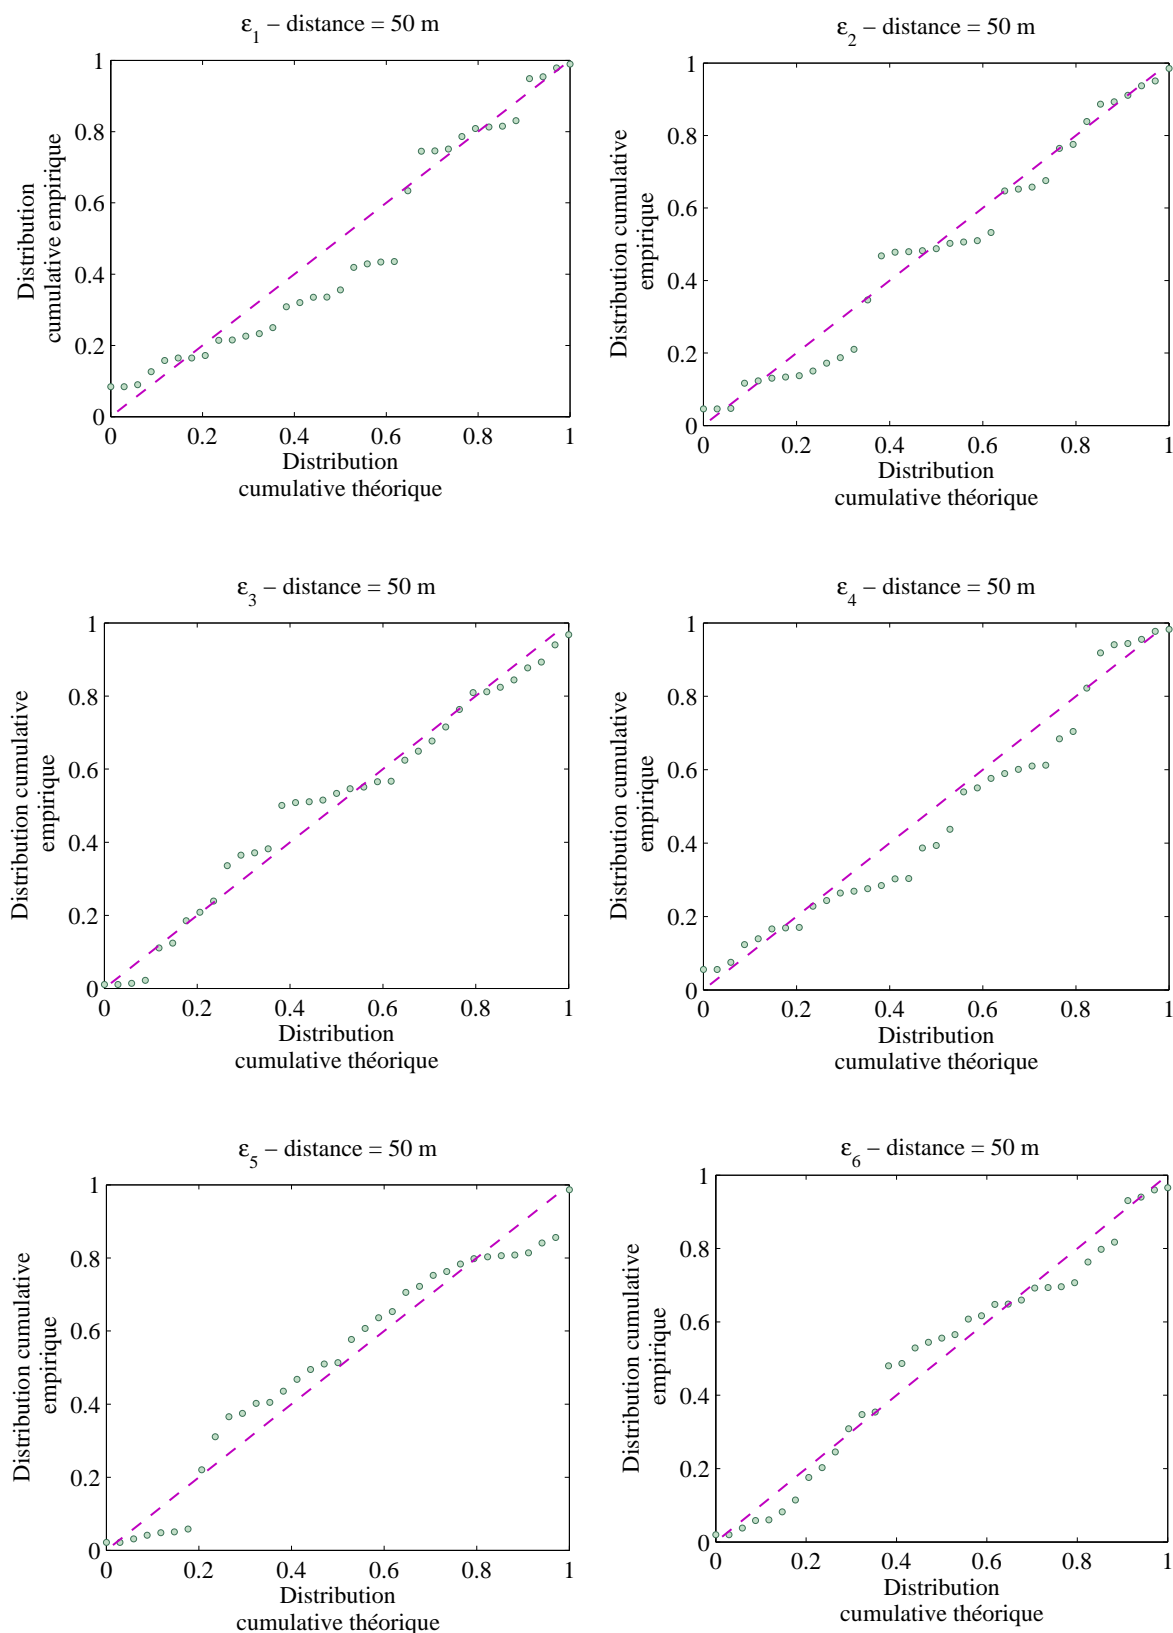 ε1 – distance = 50 m
1
0.8
0.6
0.4
0.2
0
0 0.2 0.4 0.6 0.8 1
Distribution
cumulative empirique
Distribution
cumulative théorique
ε2 – distance = 50 m
1
0.8
0.6
0.4
0.2
0
0 0.2 0.4 0.6 0.8 1
Distribution cumulative
empirique
Distribution
cumulative théorique
ε3 – distance = 50 m
1
0.8
0.6
0.4
0.2
0
0 0.2 0.4 0.6 0.8 1
Distribution cumulative
empirique
Distribution
cumulative théorique
ε4 – distance = 50 m
1
0.8
0.6
0.4
0.2
0
0 0.2 0.4 0.6 0.8 1
Distribution cumulative
empirique
Distribution
cumulative théorique
ε5 – distance = 50 m
1
0.8
0.6
0.4
0.2
0
0 0.2 0.4 0.6 0.8 1
Distribution cumulative
empirique
Distribution
cumulative théorique
ε6 – distance = 50 m
1
0.8
0.6
0.4
0.2
0
0 0.2 0.4 0.6 0.8 1
Distribution cumulative
empirique
Distribution
cumulative théorique